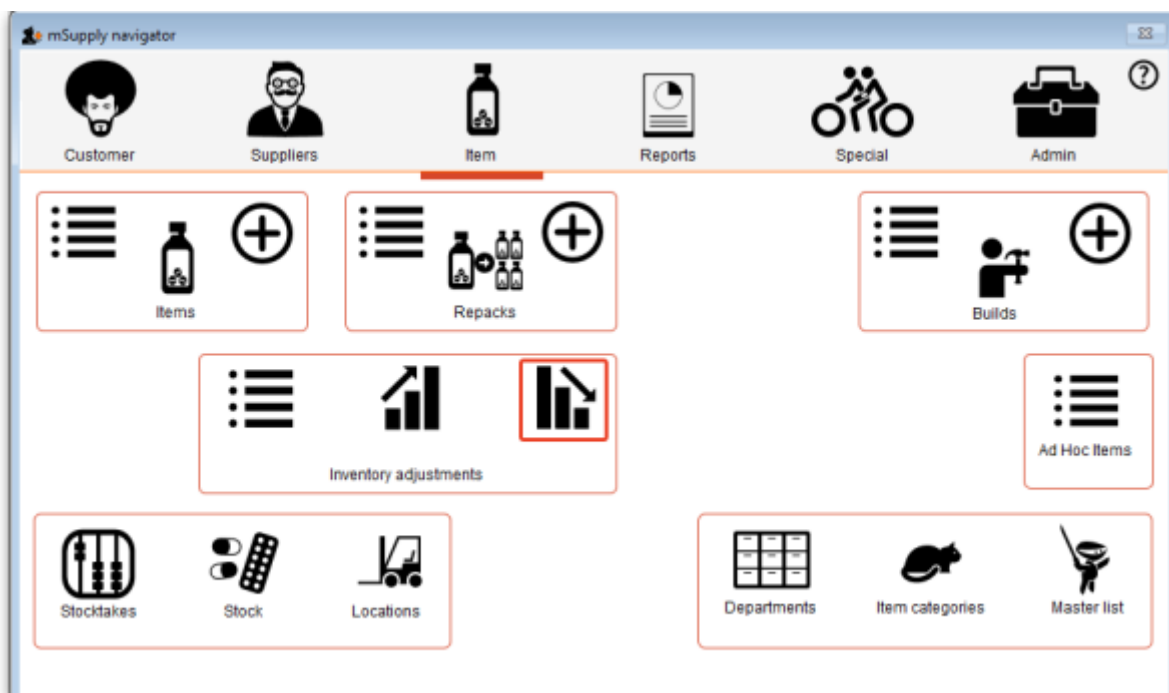 mSupply navigator
Customer
Suppliers
Item
Reports
Special
Admin
?
Items
Repacks
Builds
Inventory adjustments
Ad Hoc Items
Stocktakes
Stock
Locations
Departments
Item categories
Master list